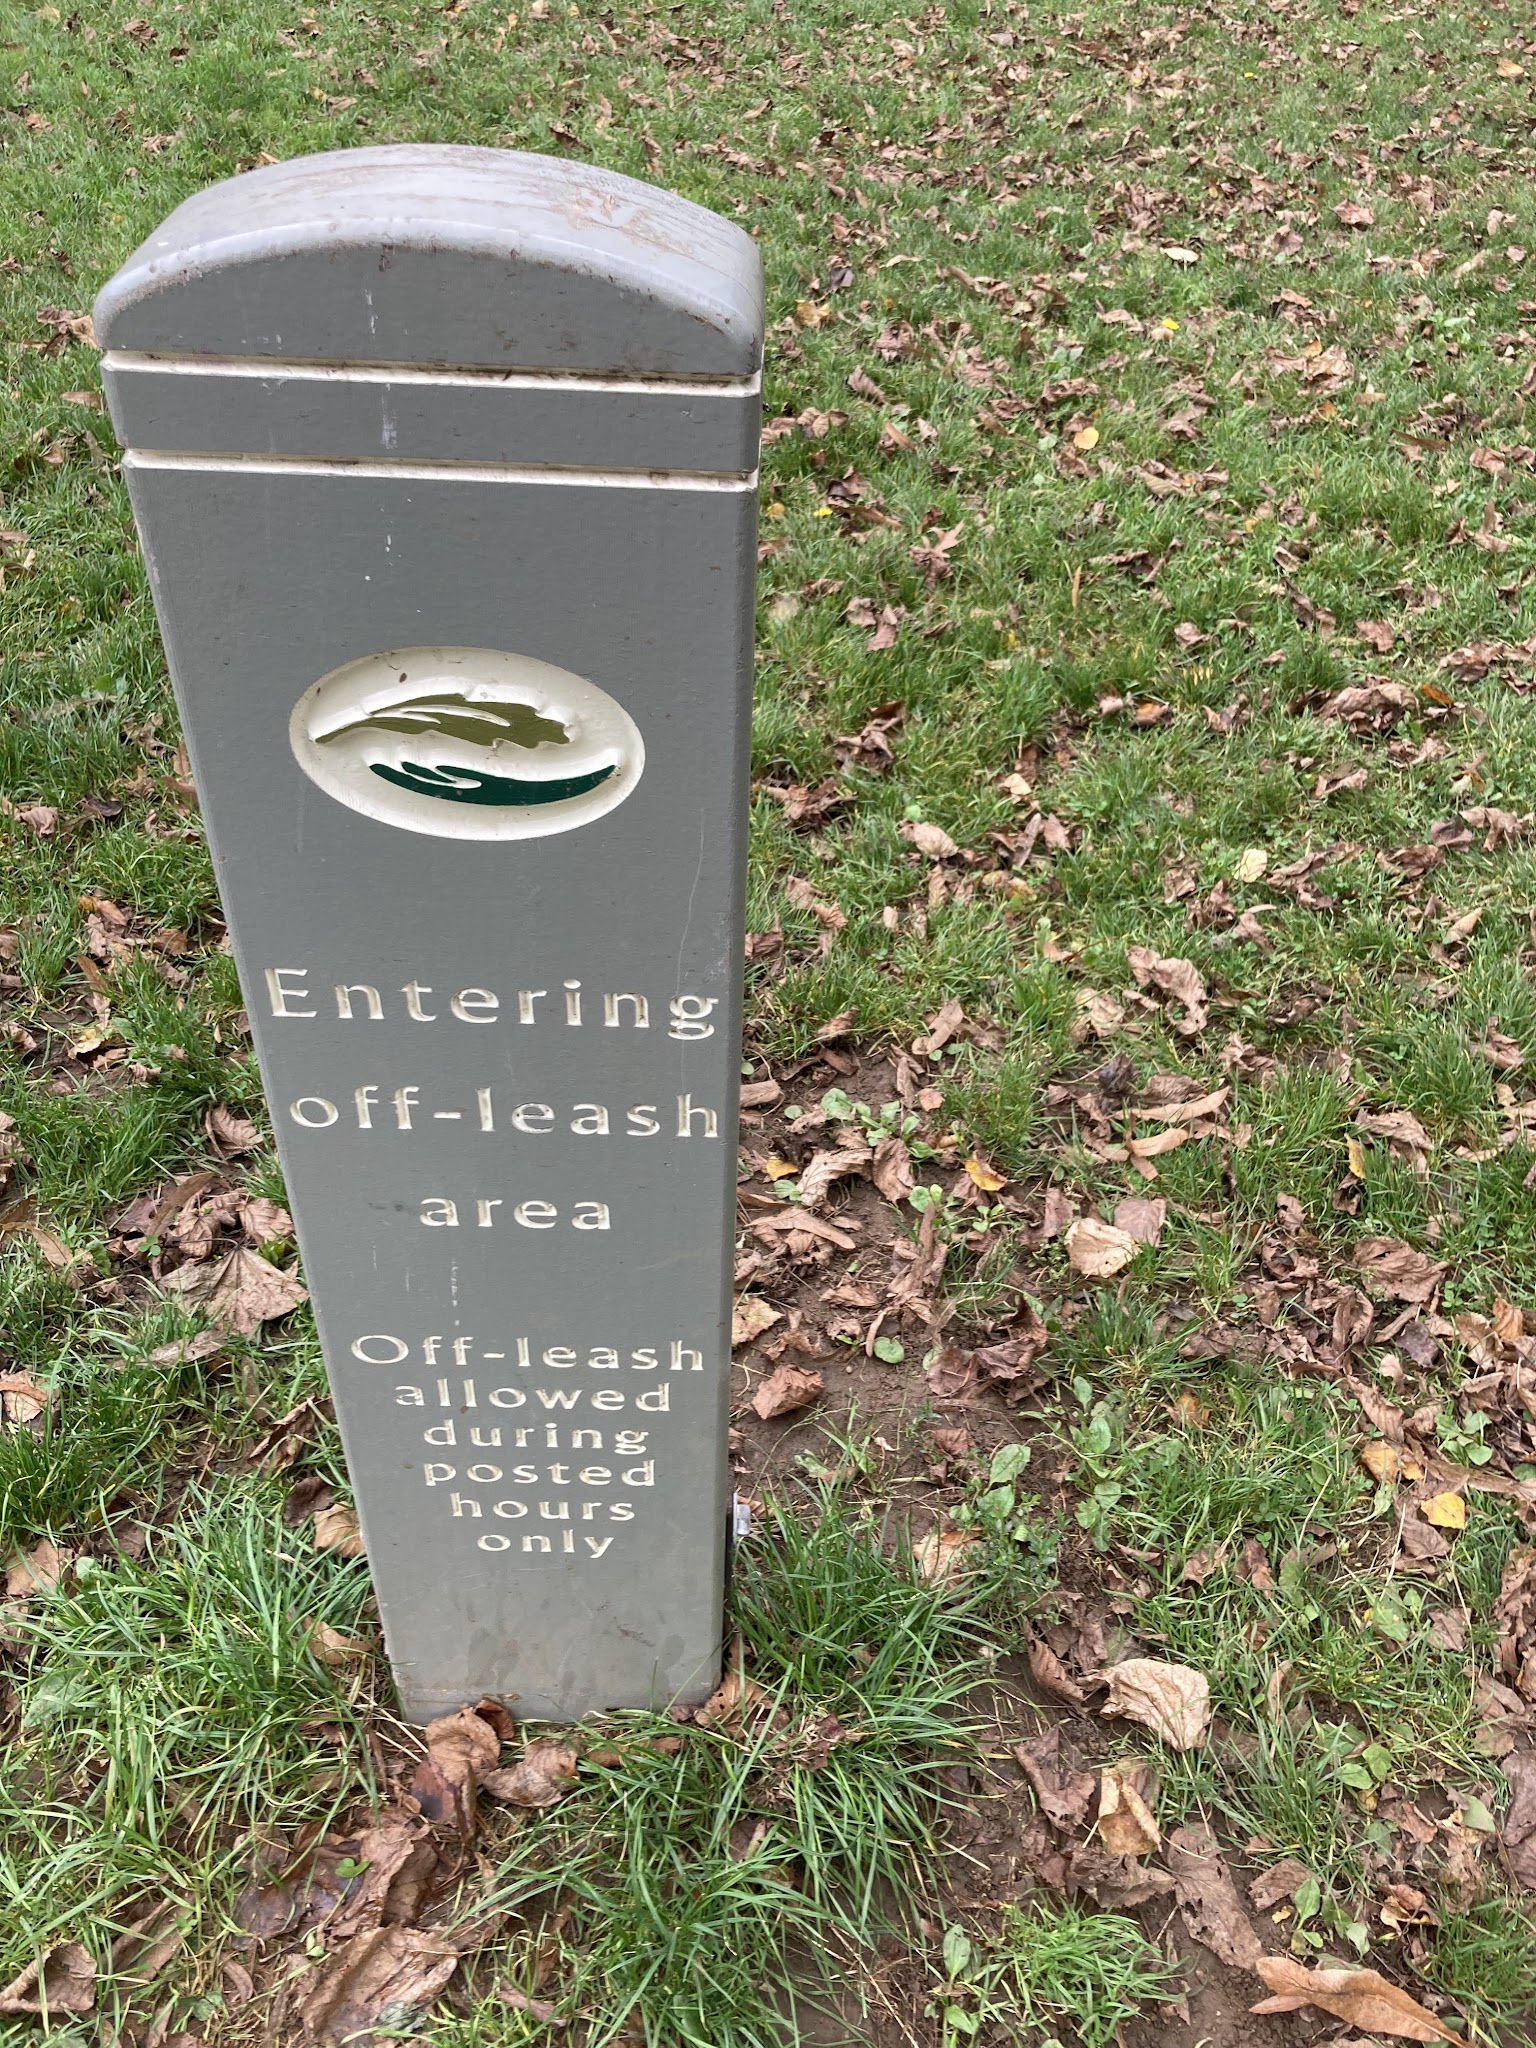 Entering
off-leash
area
Off-leash
allowed
during
posted
hours
only